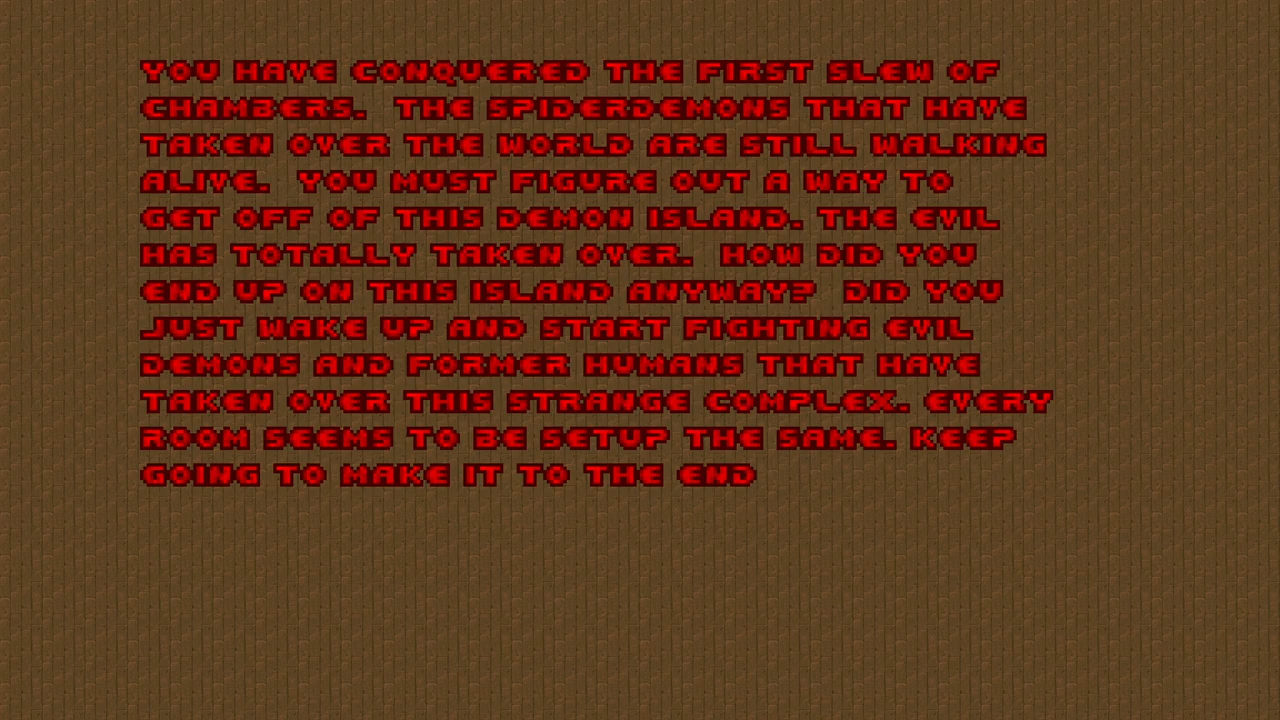 YOU HAVE CONQUERED THE FIRST SLEW OF
CHAMBERS.  THE SPIDERDEMONS THAT HAVE
TAKEN OVER THE WORLD ARE STILL WALKING
ALIVE.  YOU MUST FIGURE OUT A WAY TO
GET OFF OF THIS DEMON ISLAND. THE EVIL
HAS TOTALLY TAKEN OVER.  HOW DID YOU
END UP ON THIS ISLAND ANYWAY?  DID YOU
JUST WAKE UP AND START FIGHTING EVIL
DEMONS AND FORMER HUMANS THAT HAVE
TAKEN OVER THIS STRANGE COMPLEX. EVERY
ROOM SEEMS TO BE SETUP THE SAME. KEEP
GOING TO MAKE IT TO THE END